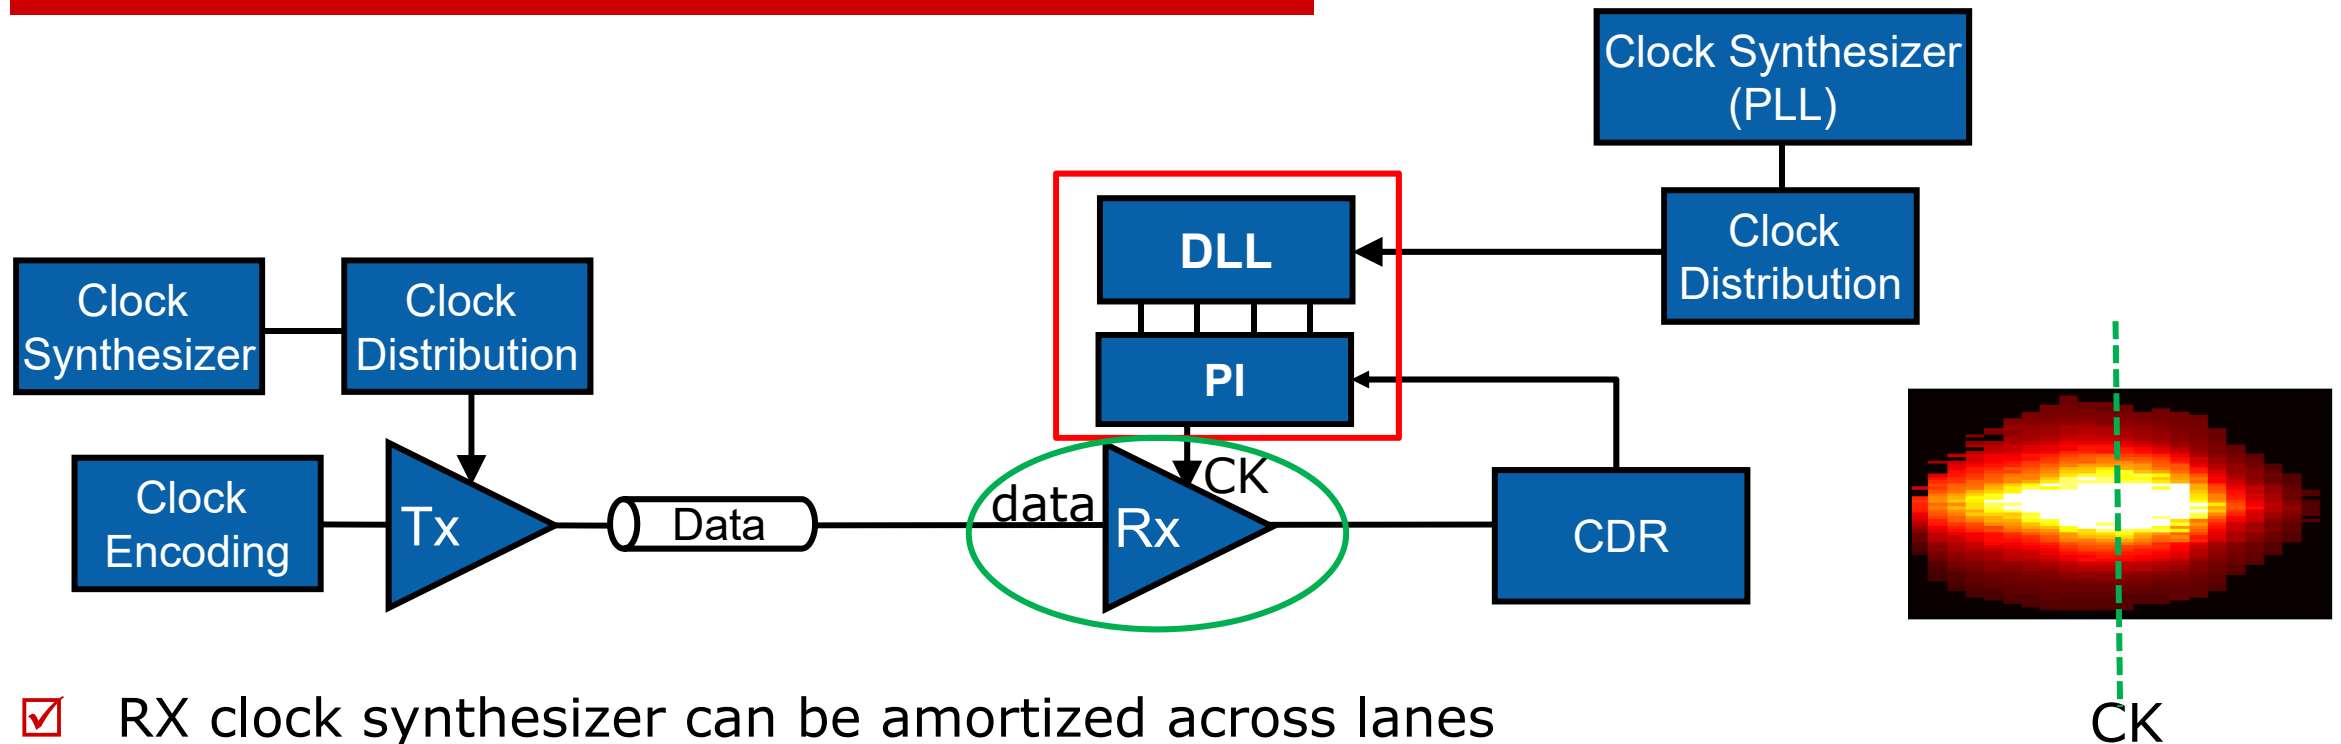 Clock Synthesizer
(PLL)
DLL
Clock
Distribution
Clock
Synthesizer
Clock
Distribution
PI
CK
Clock
Encoding
Tx
Data
data
Rx
CDR
RX clock synthesizer can be amortized across lanes
CK